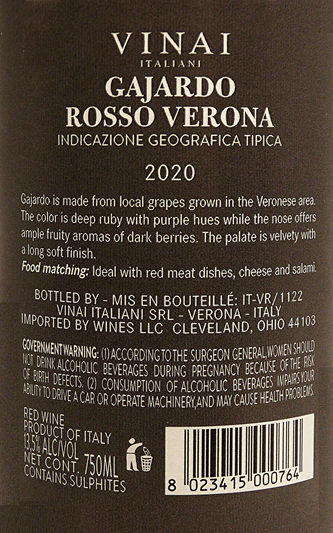 VINAI
ITALIANI
GAJARDO
ROSSO VERONA
INDICAZIONE GEOGRAFICA TIPICA
2020
Gajardo is made from local grapes grown in the Veronese area.
The color is deep ruby with purple hues while the nose offers
ample fruity aromas of dark berries. The palate is velvety with
a long soft finish.
Food matching: Ideal with red meat dishes, cheese and salami.
BOTTLED BY - MIS EN BOUTEILLÉ: IT-VR/1122
VINAI ITALIANI SRL - VERONA - ITALY
IMPORTED BY WINES LLC CLEVELAND, OHIO 44103
GOVERNMENT WARNING: (1) ACCORDING TO THE SURGEON GENERAL, WOMEN SHOULD
NOT DRINK ALCOHOLIC BEVERAGES DURING PREGNANCY BECAUSE OF THE RISK
OF BIRTH DEFECTS. (2) CONSUMPTION OF ALCOHOLIC BEVERAGES IMPAIRS YOUR
ABILITY TO DRIVE A CAR OR OPERATE MACHINERY, AND MAY CAUSE HEALTH PROBLEMS.
RED WINE
PRODUCT OF ITALY
13.5% ALC/VOL
NET CONT. 750ML
CONTAINS SULPHITES
8 023415 000764